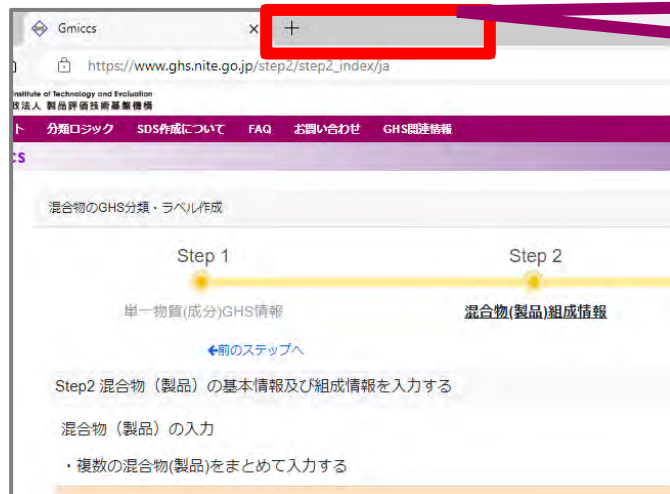 Gmiccs × +
https://www.ghs.nite.go.jp/step2/step2_index/ja
Institute of Technology and Evaluation
政法人 製品評価技術基盤機構
ト 分類ロジック SDS作成について FAQ お問い合わせ GHS関連情報
CS
混合物のGHS分類・ラベル作成
Step 1 Step 2
単一物質(成分)GHS情報 混合物(製品)組成情報
←前のステップへ
Step2 混合物（製品）の基本情報及び組成情報を入力する
混合物（製品）の入力
・複数の混合物(製品)をまとめて入力する